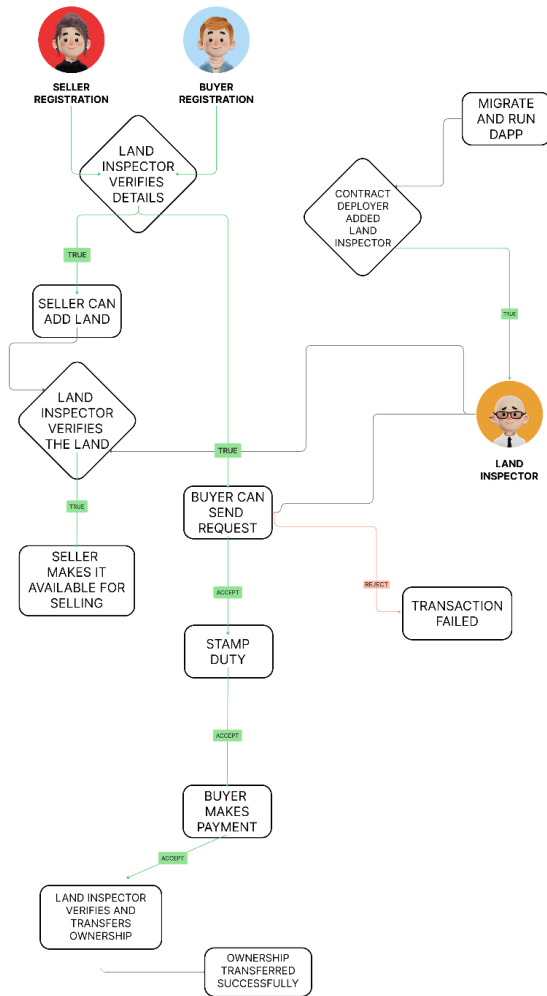 SELLER
REGISTRATION
BUYER
REGISTRATION
MIGRATE
AND RUN
DAPP
LAND
INSPECTOR
VERIFIES
DETAILS
CONTRACT
DEPLOYER
ADDED
LAND
INSPECTOR
TRUE
SELLER CAN
ADD LAND
TRUE
LAND
INSPECTOR
VERIFIES
THE LAND
TRUE
LAND
INSPECTOR
TRUE
BUYER CAN
SEND
REQUEST
SELLER
MAKES IT
AVAILABLE FOR
SELLING
ACCEPT
REJECT
TRANSACTION
FAILED
STAMP
DUTY
ACCEPT
BUYER
MAKES
PAYMENT
ACCEPT
LAND INSPECTOR
VERIFIES AND
TRANSFERS
OWNERSHIP
OWNERSHIP
TRANSFERRED
SUCCESSFULLY